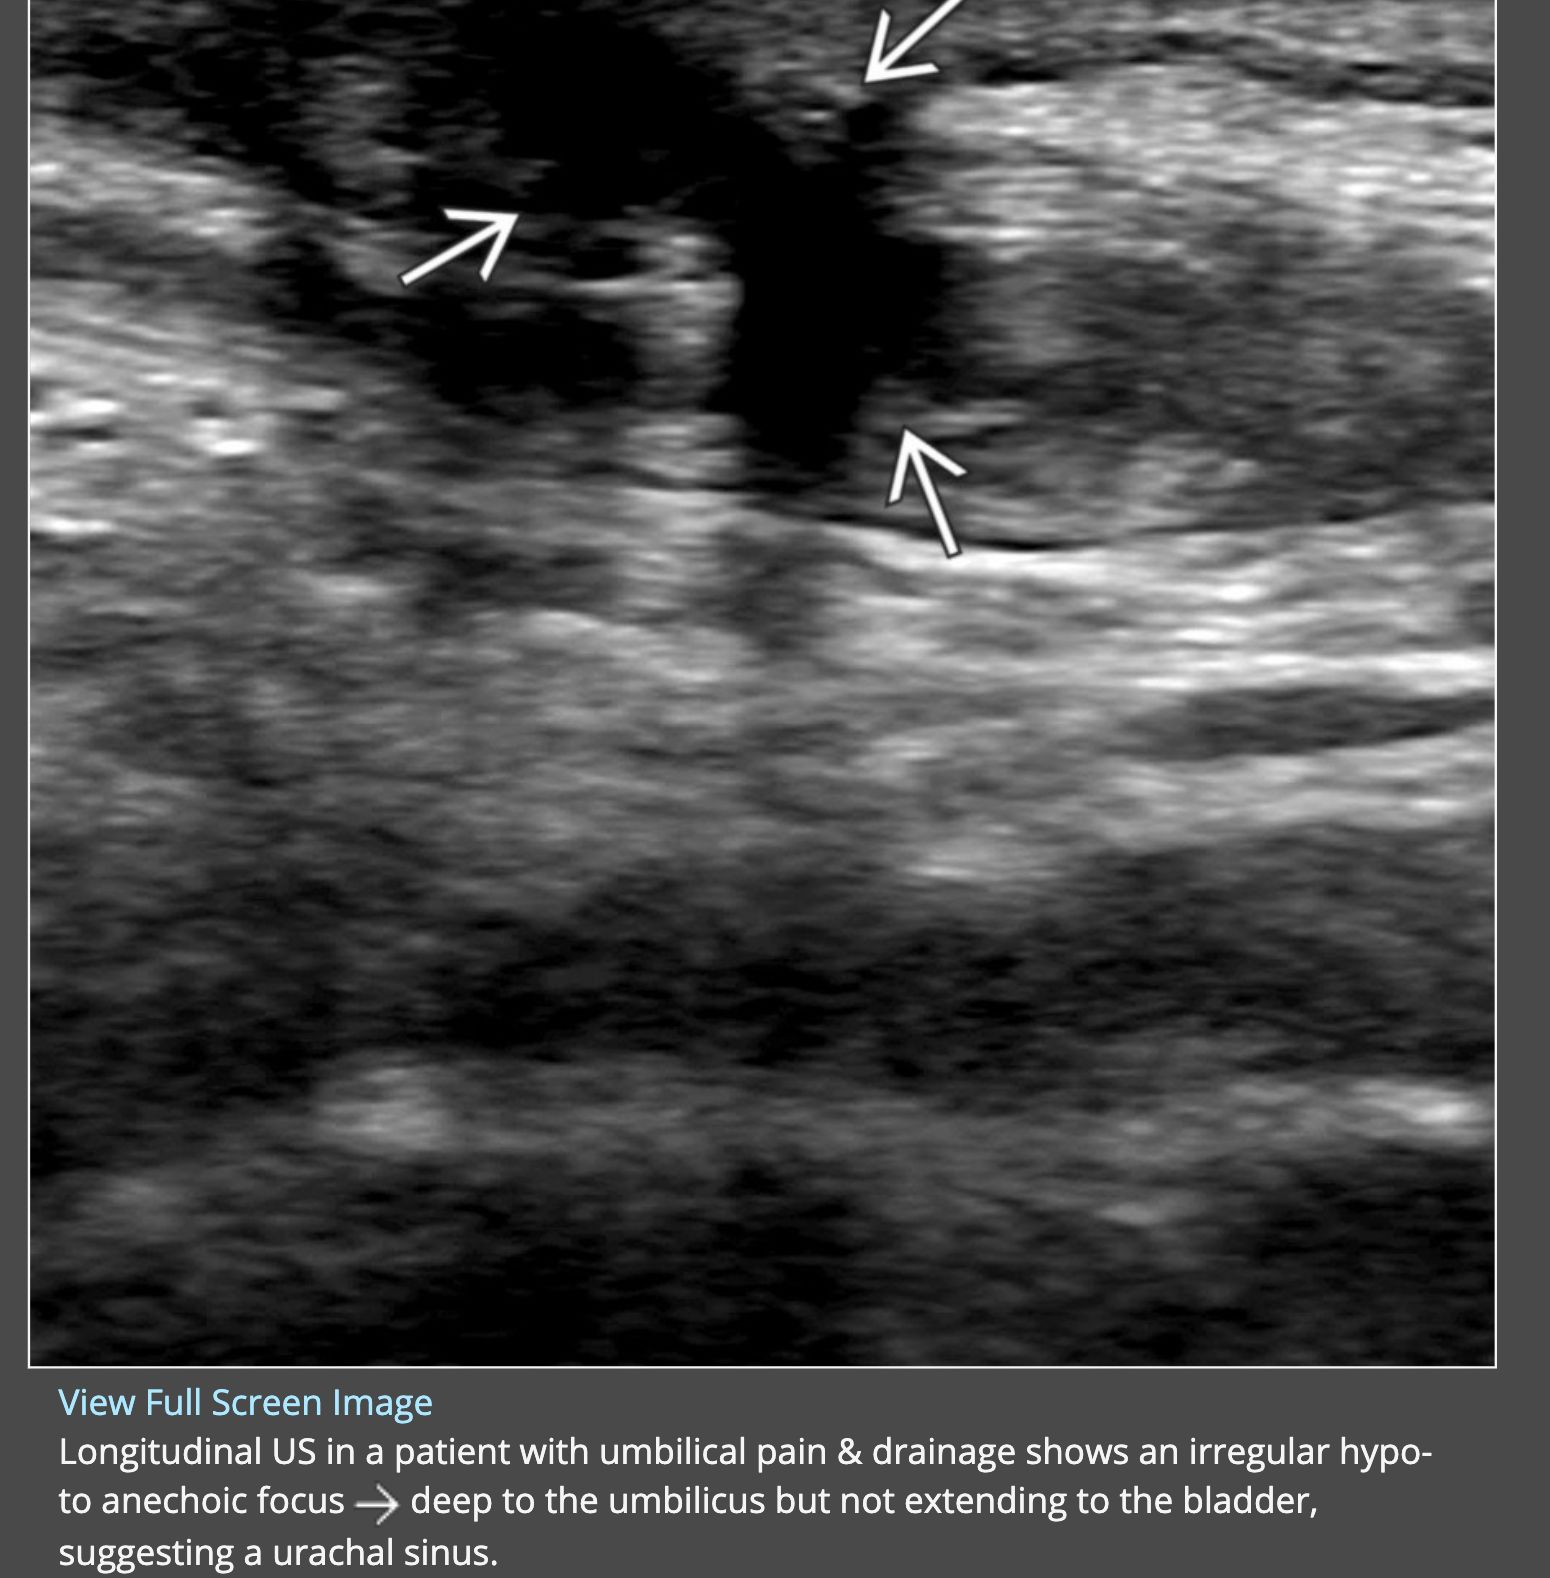 View Full Screen Image
Longitudinal US in a patient with umbilical pain & drainage shows an irregular hypo-
to anechoic focus → deep to the umbilicus but not extending to the bladder,
suggesting a urachal sinus.